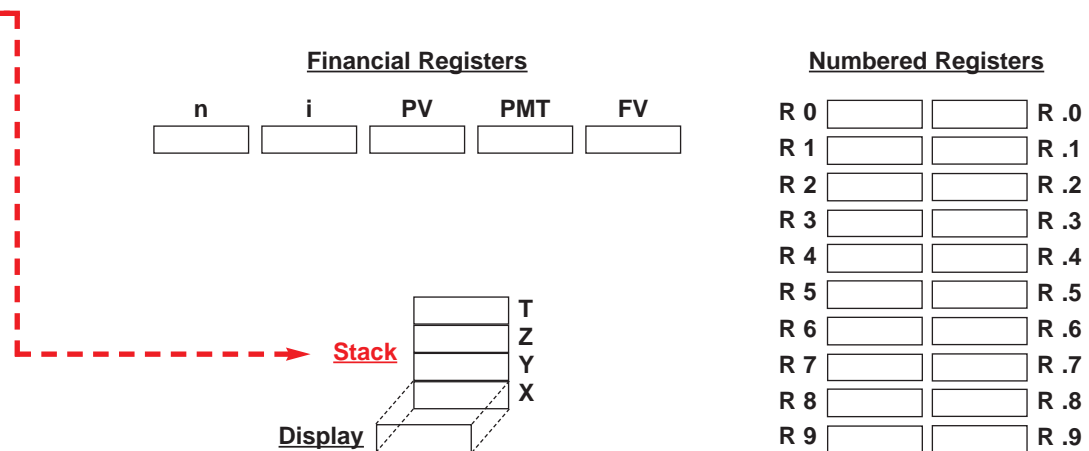 Financial Registers
n i PV PMT FV
T
Z
Stack
Y
X
Display
Numbered Registers
R 0 R .0
R 1 R .1
R 2 R .2
R 3 R .3
R 4 R .4
R 5 R .5
R 6 R .6
R 7 R .7
R 8 R .8
R 9 R .9